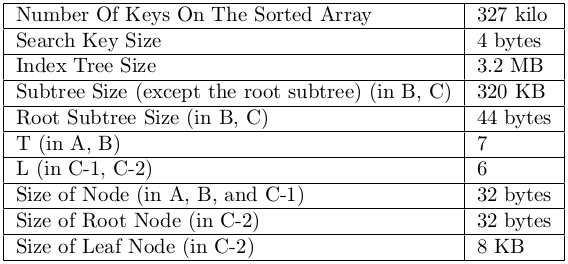 Number Of Keys On The Sorted Array 327 kilo
Search Key Size 4 bytes
Index Tree Size 3.2 MB
Subtree Size (except the root subtree) (in B, C) 320 KB
Root Subtree Size (in B, C) 44 bytes
T (in A, B) 7
L (in C-1, C-2) 6
Size of Node (in A, B, and C-1) 32 bytes
Size of Root Node (in C-2) 32 bytes
Size of Leaf Node (in C-2) 8 KB